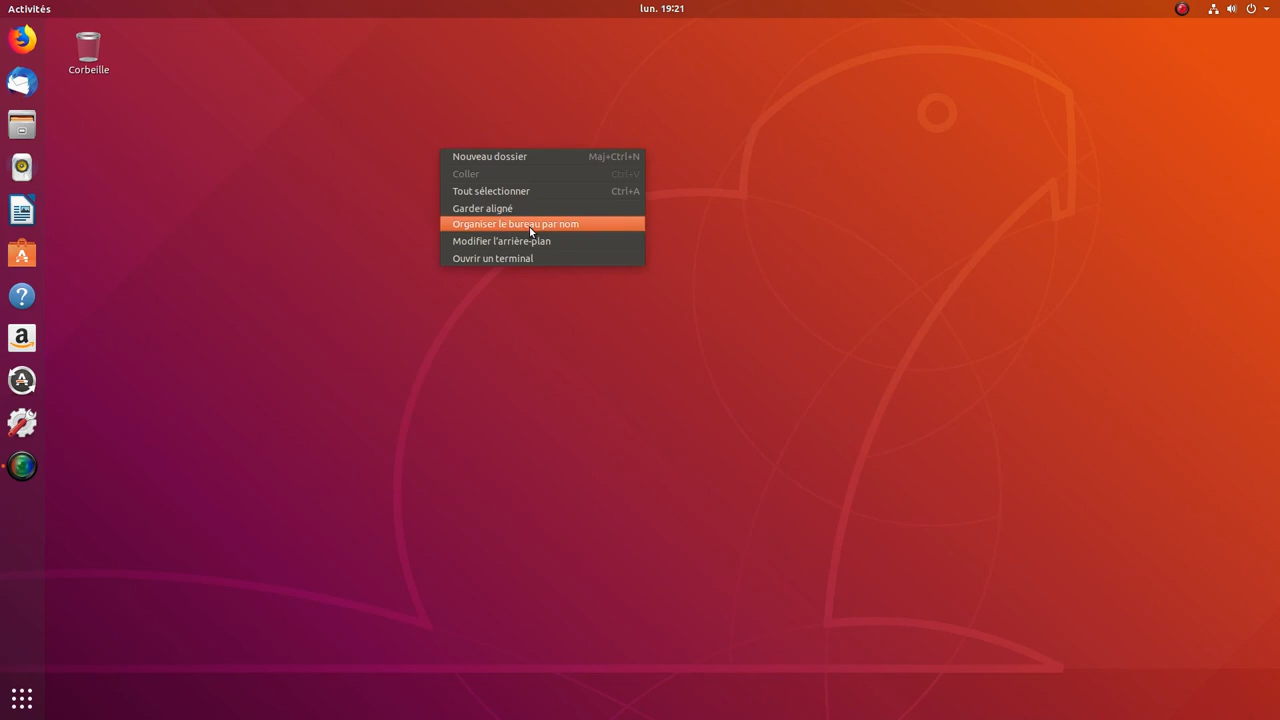 Activités
lun. 19:21
Corbeille
Nouveau dossier Maj+Ctrl+N
Coller Ctrl+V
Tout sélectionner Ctrl+A
Garder aligné
Organiser le bureau par nom
Modifier l'arrière-plan
Ouvrir un terminal